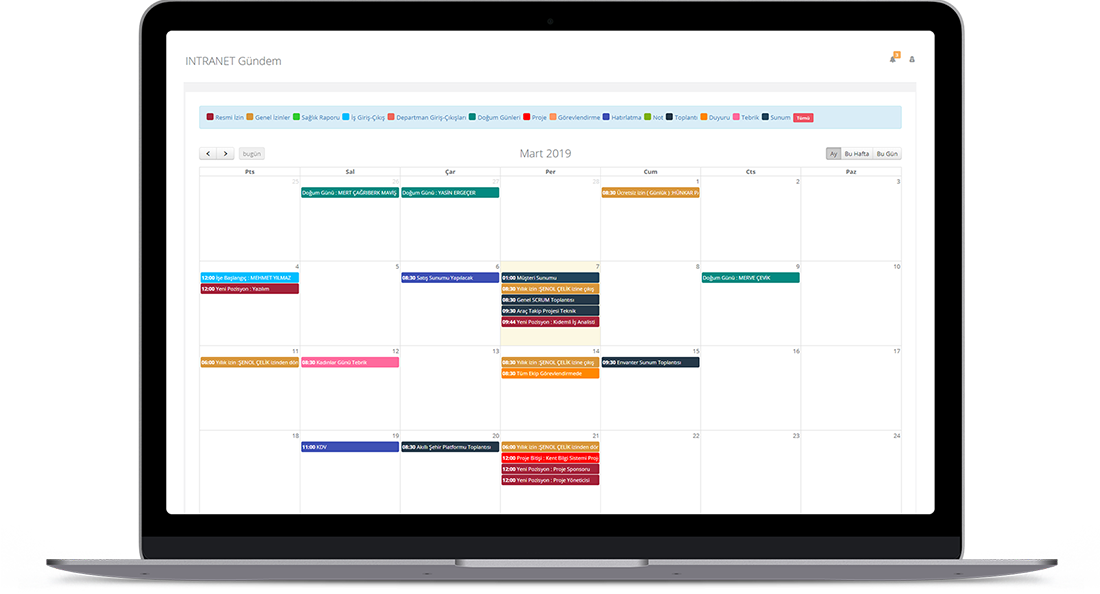 INTRANET Gündem
Resmi İzin Genel İzinler Sağlık Raporu İş Giriş-Çıkış Departman Giriş-Çıkışları Doğum Günleri Proje Görevlendirme Hatırlatma Not Toplantı Duyuru Tebrik Sunum Tümü
bugün Mart 2019 Ay Bu Hafta Bu Gün
Pts Sal Çar Per Cum Cts Paz
25 26 27 28 1 2 3
Doğum Günü : MERT ÇAĞRIBERK MAVİŞ Doğum Günü : YASİN ERGEÇER 08:30 Ücretsiz İzin ( Günlük ): HÜNKAR
4 5 6 7 8 9 10
12:00 İşe Başlangıç : MEHMET YILMAZ 08:30 Satış Sunumu Yapılacak 01:00 Müşteri Sunumu Doğum Günü : MERVE ÇEVİK
12:00 Yeni Pozisyon : Yazılım 08:30 Yıllık İzin :ŞENOL ÇELİK izine çıkış
08:30 Genel SCRUM Toplantısı
09:30 Araç Takip Projesi Teknik
09:44 Yeni Pozisyon : Kıdemli İş Analisti
11 12 13 14 15 16 17
06:00 Yıllık İzin :ŞENOL ÇELİK izinden dön 08:30 Kadınlar Günü Tebrik 08:30 Yıllık İzin :ŞENOL ÇELİK izine çıkış 09:30 Envanter Sunum Toplantısı
08:30 Tüm Ekip Görevlendirmede
18 19 20 21 22 23 24
11:00 KDV 08:30 Akıllı Şehir Platformu Toplantısı 06:00 Yıllık İzin :ŞENOL ÇELİK izinden dön
12:00 Proje Bitişi : Kent Bilgi Sistemi Proj
12:00 Yeni Pozisyon : Proje Sponsoru
12:00 Yeni Pozisyon : Proje Yöneticisi